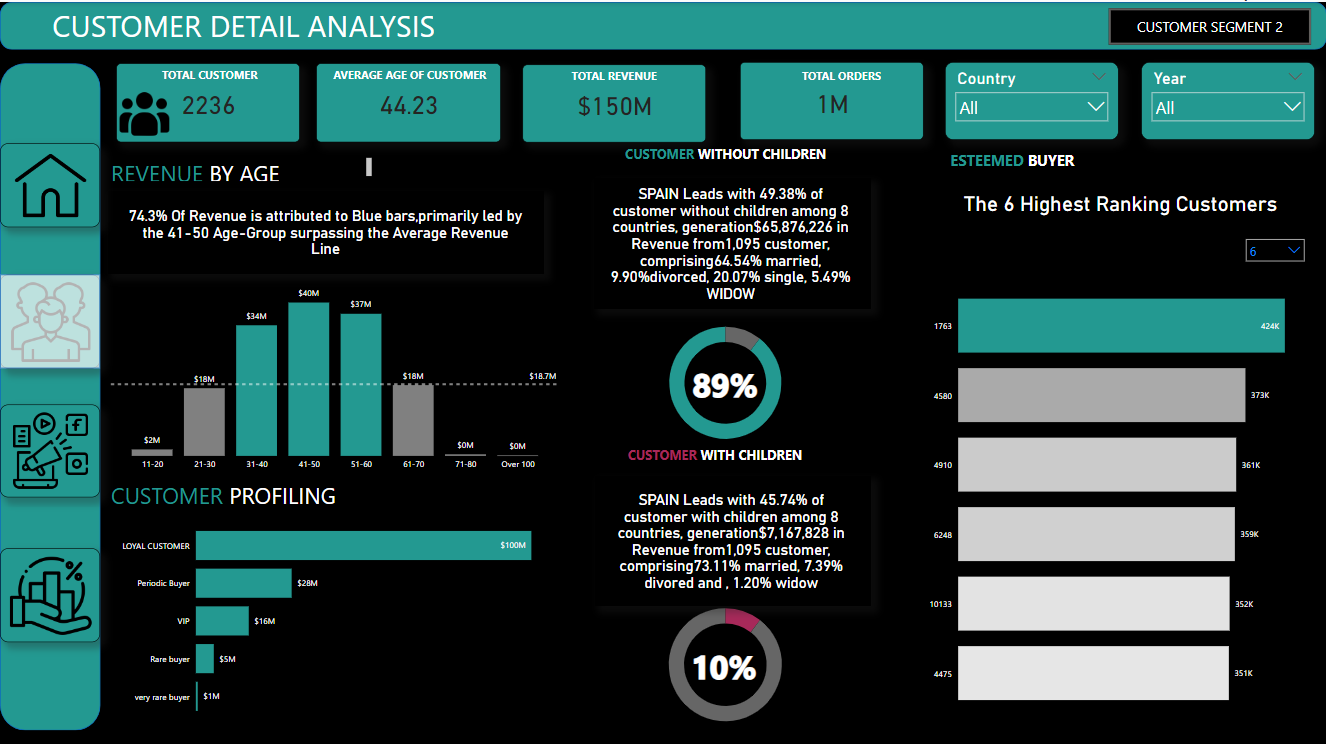 CUSTOMER DETAIL ANALYSIS
CUSTOMER SEGMENT 2
TOTAL CUSTOMER
2236
AVERAGE AGE OF CUSTOMER
44.23
TOTAL REVENUE
$150M
TOTAL ORDERS
1M
Country
All
Year
All
REVENUE BY AGE
74.3% Of Revenue is attributed to Blue bars,primarily led by
the 41-50 Age-Group surpassing the Average Revenue
Line
$2M
$18M
$34M
$40M
$37M
$18M
$0M
$0M
$18.7M
11-20
21-30
31-40
41-50
51-60
61-70
71-80
Over 100
CUSTOMER PROFILING
LOYAL CUSTOMER
$100M
Periodic Buyer
$28M
VIP
$16M
Rare buyer
$5M
very rare buyer
$1M
CUSTOMER WITHOUT CHILDREN
SPAIN Leads with 49.38% of
customer without children among 8
countries, generation$65,876,226 in
Revenue from1,095 customer,
comprising64.54% married,
9.90%divorced, 20.07% single, 5.49%
WIDOW
89%
CUSTOMER WITH CHILDREN
SPAIN Leads with 45.74% of
customer with children among 8
countries, generation$7,167,828 in
Revenue from1,095 customer,
comprising73.11% married, 7.39%
divored and , 1.20% widow
10%
ESTEEMED BUYER
The 6 Highest Ranking Customers
6
1763
424K
4580
373K
4910
361K
6248
359K
10133
352K
4475
351K